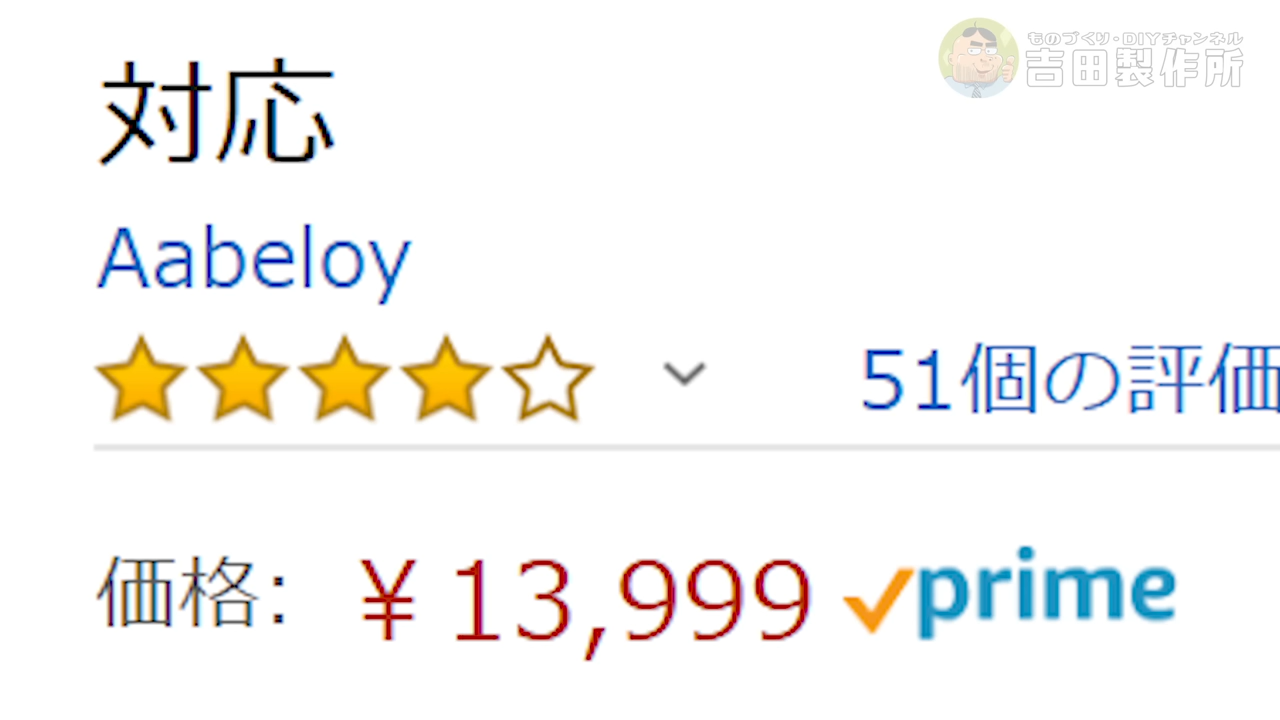 ものづくり・DIYチャンネル
吉田製作所
対応
Aabeloy
51個の評価
価格: ¥ 13,999 prime